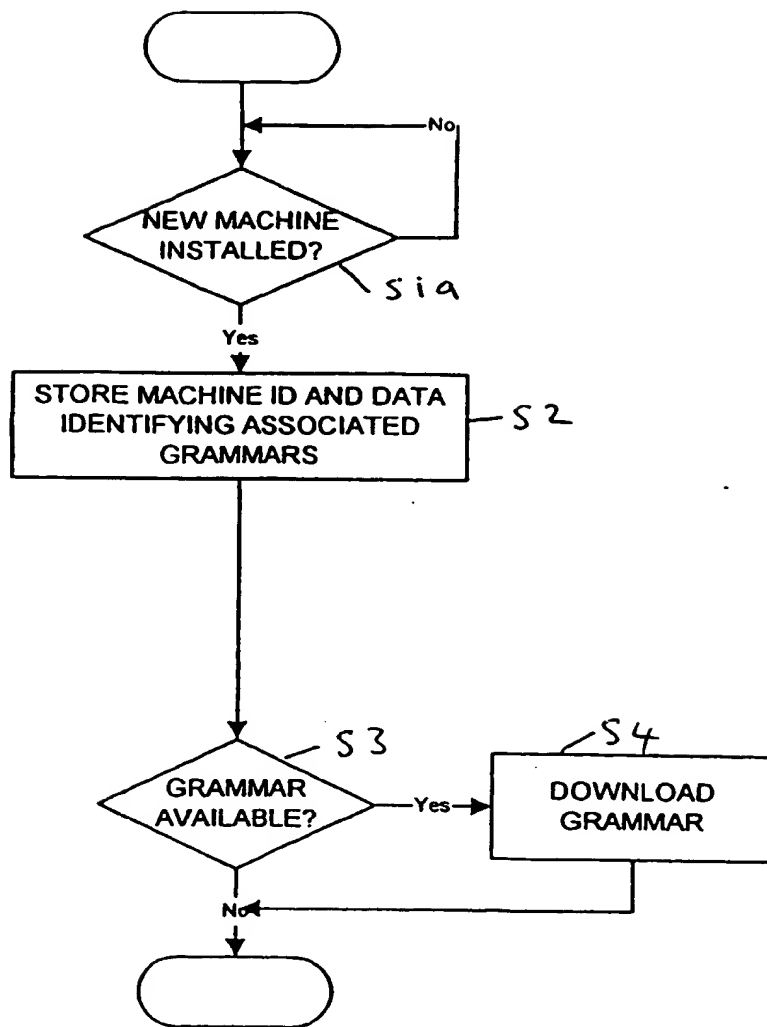 No
NEW MACHINE
INSTALLED?
S1a
Yes
STORE MACHINE ID AND DATA
IDENTIFYING ASSOCIATED
GRAMMARS
S2
S3
S4
GRAMMAR
AVAILABLE?
Yes
DOWNLOAD
GRAMMAR
No